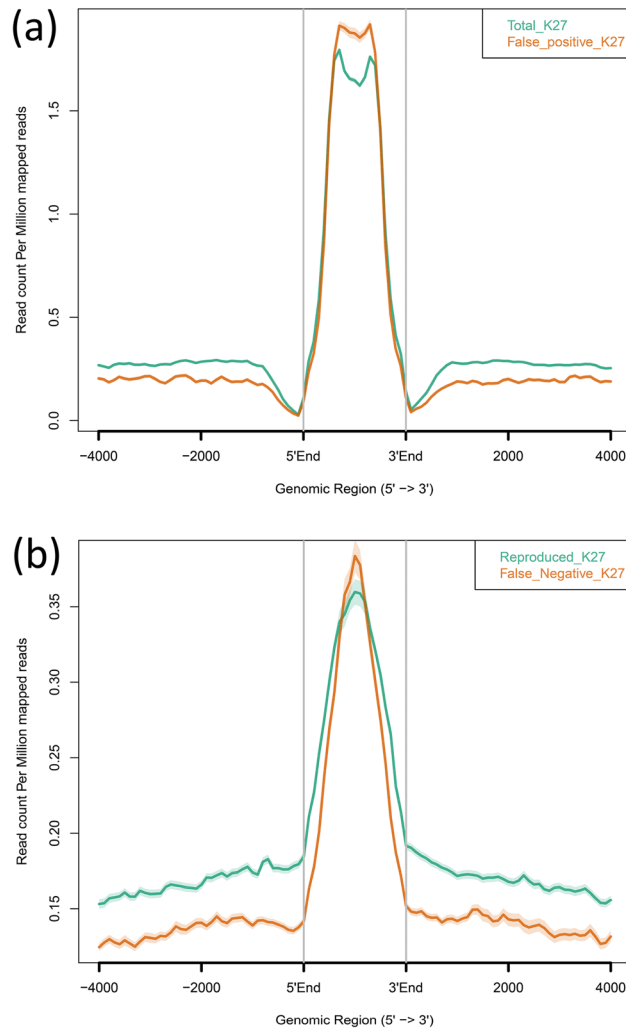 (a)
Total_K27
False_positive_K27
Read count Per Million mapped reads
1.5
1.0
0.5
0.0
−4000 −2000 5'End 3'End 2000 4000
Genomic Region (5' −> 3')
(b)
Reproduced_K27
False_Negative_K27
Read count Per Million mapped reads
0.35
0.30
0.25
0.20
0.15
−4000 −2000 5'End 3'End 2000 4000
Genomic Region (5' −> 3')